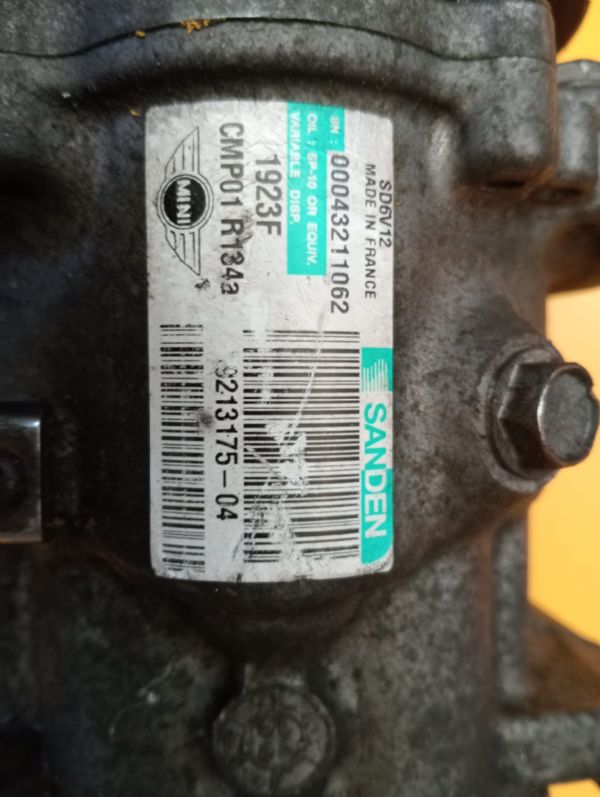 SD6V12
MADE IN FRANCE
SANDEN
SN : 00043211062
OIL : SP-10 OR EQUIV.
VARIABLE DISP.
1923F
CMP01 R134a
MINI
9213175-04